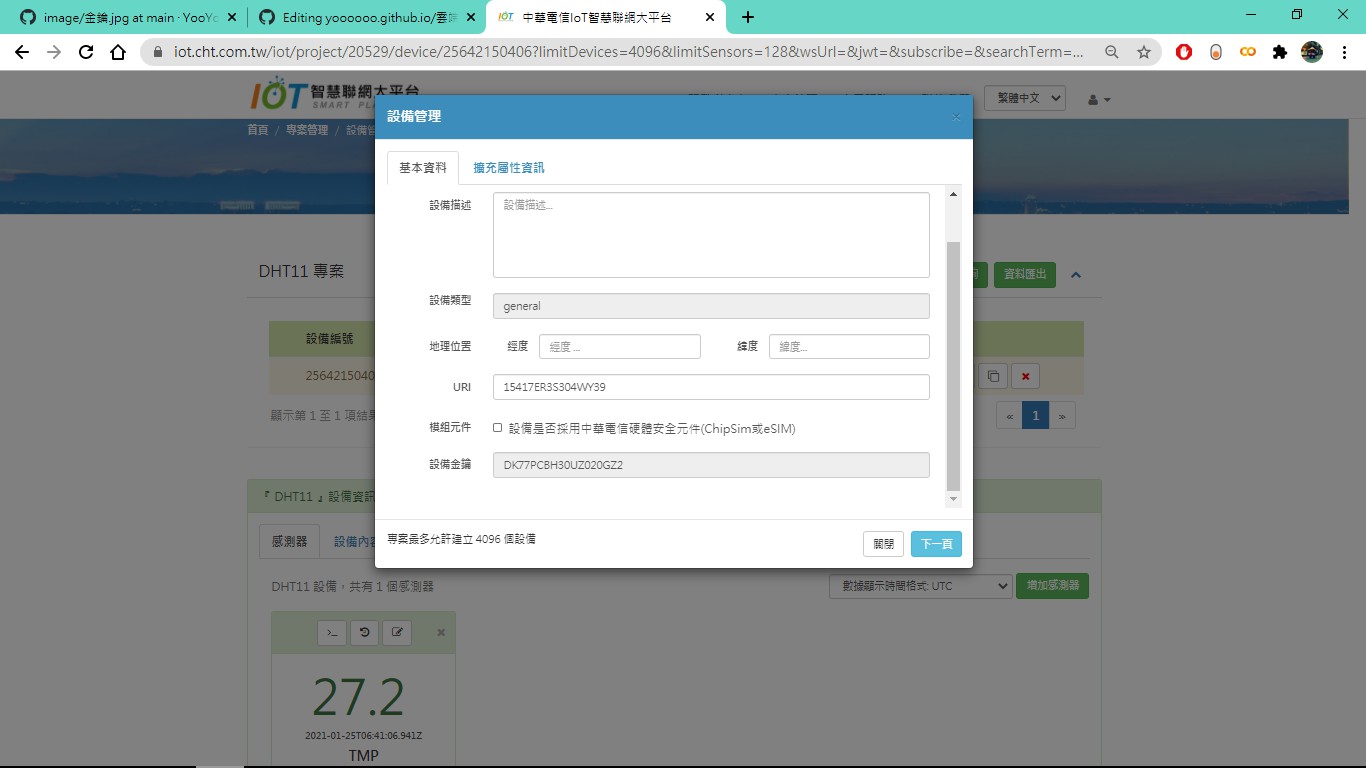 image/金鑰.jpg at main · YooYo
Editing yoooooo.github.io/雲端
中華電信IoT智慧聯網大平台
iot.cht.com.tw/iot/project/20529/device/25642150406?limitDevices=4096&limitSensors=128&wsUrl=&jwt=&subscribe=&searchTerm=...
IOT 智慧聯網大平台
SMART PLA
繁體中文
首頁 / 專案管理 / 設備管
設備管理
基本資料
擴充屬性資訊
設備描述
設備描述...
設備類型
general
地理位置
經度
經度 ...
緯度
緯度...
URI
15417ER3S304WY39
模組元件
設備是否採用中華電信硬體安全元件(ChipSim或eSIM)
設備金鑰
DK77PCBH30UZ020GZ2
專案最多允許建立 4096 個設備
關閉
下一頁
DHT11 專案
資料匯出
設備編號
2564215040
顯示第 1 至 1 項結果
«
1
»
『 DHT11 』設備資訊
感測器
設備內容
DHT11 設備，共有 1 個感測器
數據顯示時間格式: UTC
增加感測器
27.2
2021-01-25T06:41:06.941Z
TMP